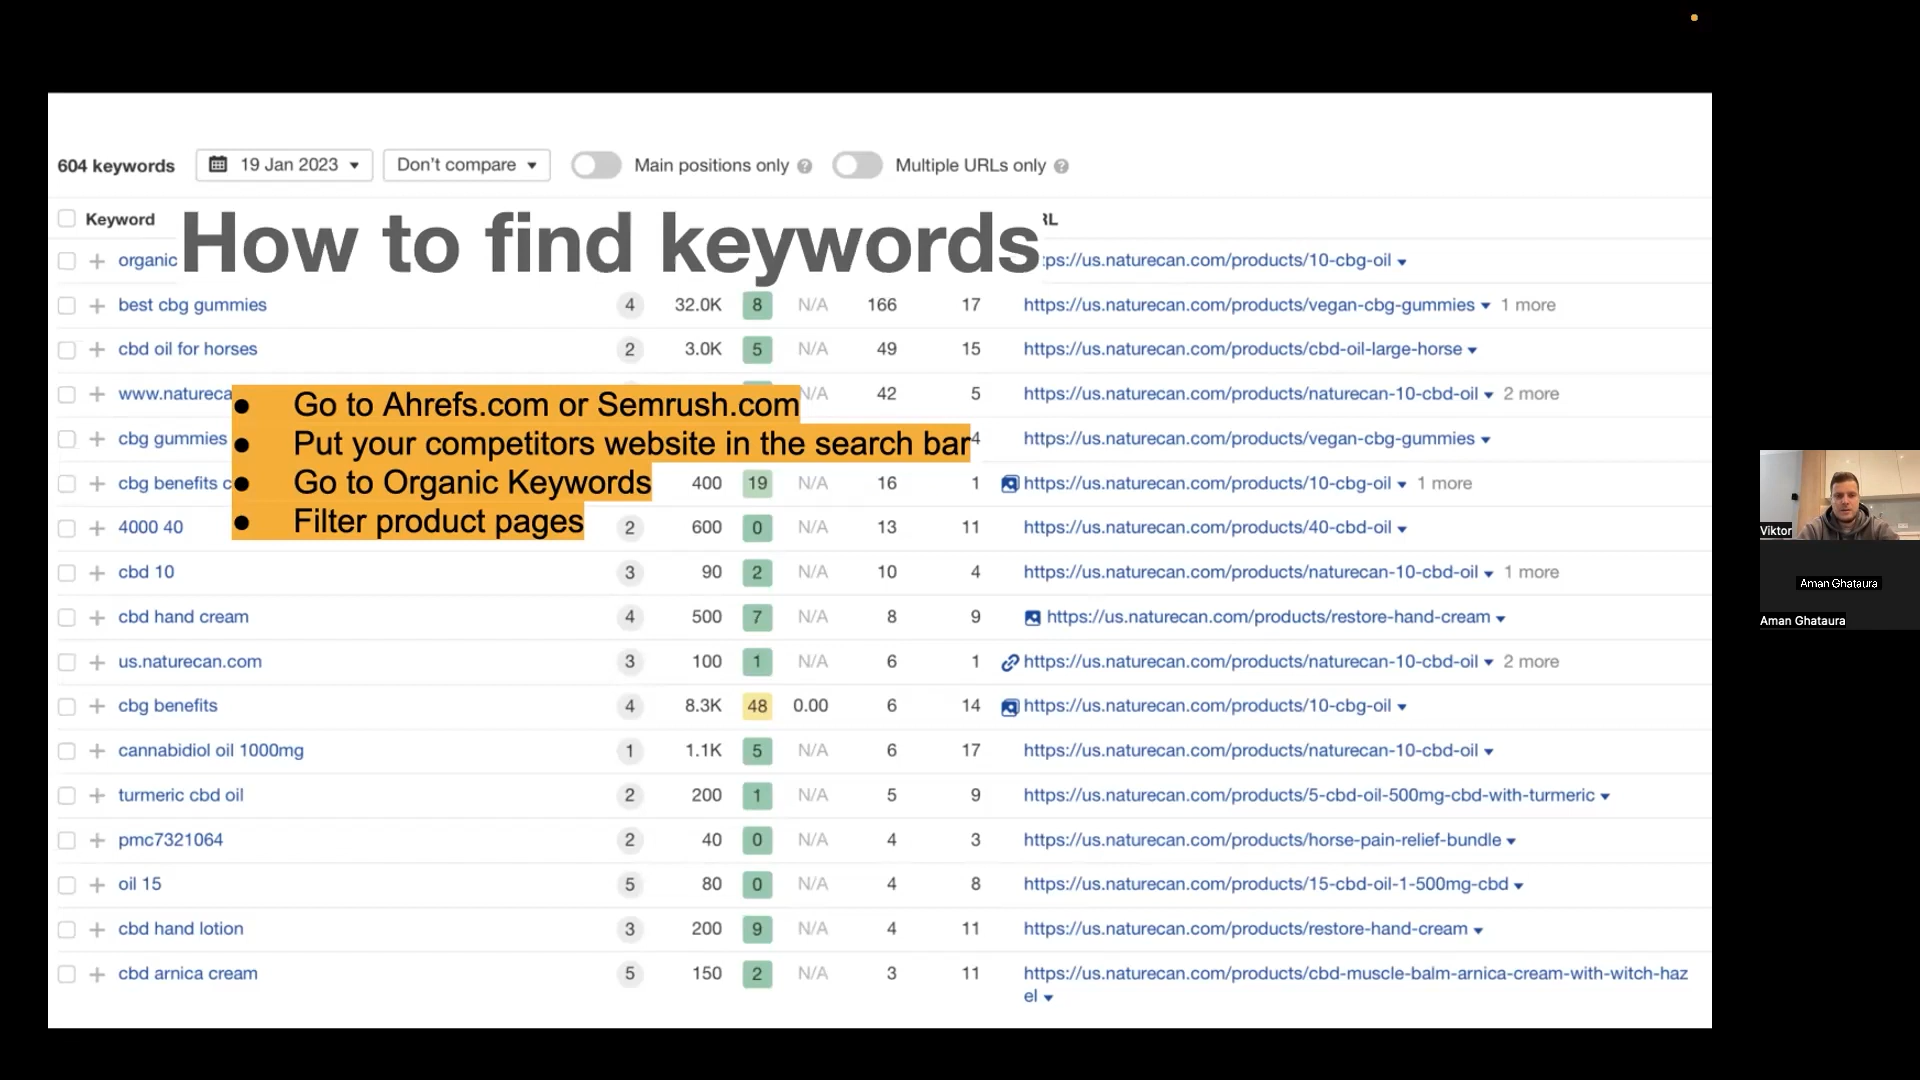 604 keywords 19 Jan 2023 Don't compare Main positions only ? Multiple URLs only ?
Keyword
How to find keywords
organic https://us.naturecan.com/products/10-cbg-oil
best cbg gummies 4 32.0K 8 N/A 166 17 https://us.naturecan.com/products/vegan-cbg-gummies 1 more
cbd oil for horses 2 3.0K 5 N/A 49 15 https://us.naturecan.com/products/cbd-oil-large-horse
www.natureca N/A 42 5 https://us.naturecan.com/products/naturecan-10-cbd-oil 2 more
• Go to Ahrefs.com or Semrush.com
cbg gummies 4 https://us.naturecan.com/products/vegan-cbg-gummies
• Put your competitors website in the search bar
cbg benefits c 400 19 N/A 16 1 https://us.naturecan.com/products/10-cbg-oil 1 more
• Go to Organic Keywords
4000 40 2 600 0 N/A 13 11 https://us.naturecan.com/products/40-cbd-oil
• Filter product pages
cbd 10 3 90 2 N/A 10 4 https://us.naturecan.com/products/naturecan-10-cbd-oil 1 more
cbd hand cream 4 500 7 N/A 8 9 https://us.naturecan.com/products/restore-hand-cream
us.naturecan.com 3 100 1 N/A 6 1 https://us.naturecan.com/products/naturecan-10-cbd-oil 2 more
cbg benefits 4 8.3K 48 0.00 6 14 https://us.naturecan.com/products/10-cbg-oil
cannabidiol oil 1000mg 1 1.1K 5 N/A 6 17 https://us.naturecan.com/products/naturecan-10-cbd-oil
turmeric cbd oil 2 200 1 N/A 5 9 https://us.naturecan.com/products/5-cbd-oil-500mg-cbd-with-turmeric
pmc7321064 2 40 0 N/A 4 3 https://us.naturecan.com/products/horse-pain-relief-bundle
oil 15 5 80 0 N/A 4 8 https://us.naturecan.com/products/15-cbd-oil-1-500mg-cbd
cbd hand lotion 3 200 9 N/A 4 11 https://us.naturecan.com/products/restore-hand-cream
cbd arnica cream 5 150 2 N/A 3 11 https://us.naturecan.com/products/cbd-muscle-balm-arnica-cream-with-witch-haz
el
Viktor
Aman Ghataura
Aman Ghataura